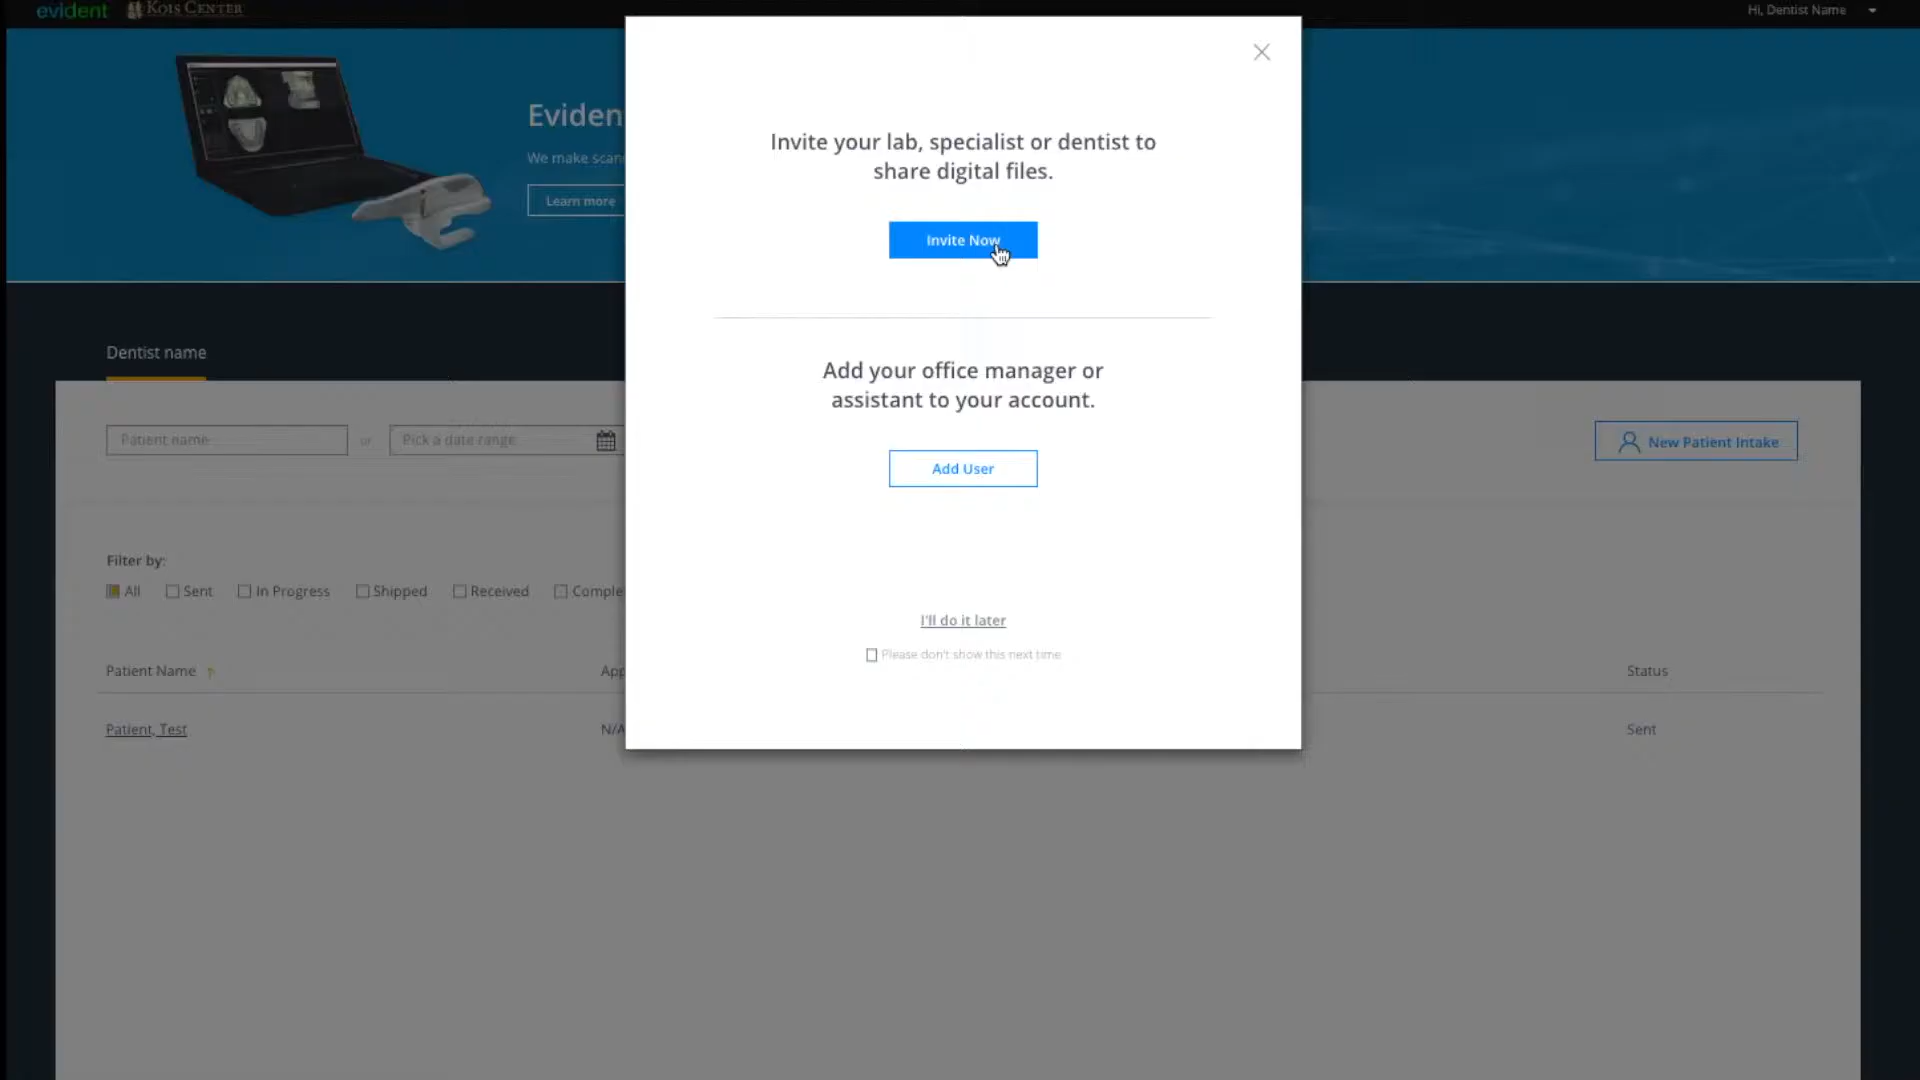 evident KOIS CENTER
Hi, Dentist Name
Eviden
We make scan
Learn more
Invite your lab, specialist or dentist to
share digital files.
Invite Now
Add your office manager or
assistant to your account.
Add User
I'll do it later
Please don't show this next time
Dentist name
Patient name or Pick a date range
New Patient Intake
Filter by:
All Sent In Progress Shipped Received Comple
Patient Name App Status
Patient, Test N/A Sent